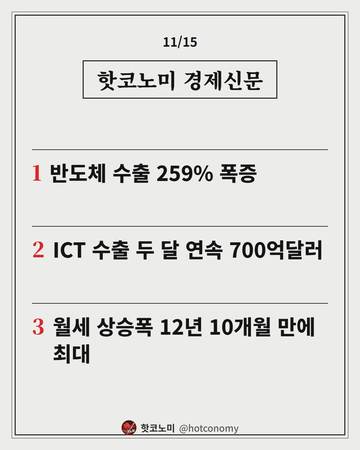 11/15
핫코노미 경제신문
1 반도체 수출 259% 폭증
2 ICT 수출 두 달 연속 700억달러
3 월세 상승폭 12년 10개월 만에
최대
핫코노미 @hotconomy